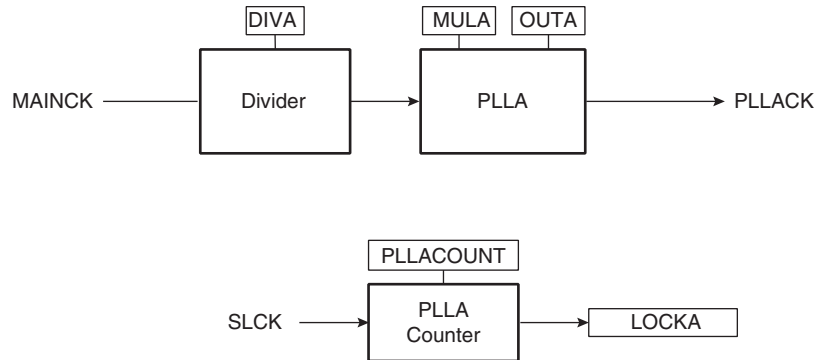 DIVA
MULA
OUTA
MAINCK
Divider
PLLA
PLLACK
PLLACOUNT
SLCK
PLLA
Counter
LOCKA